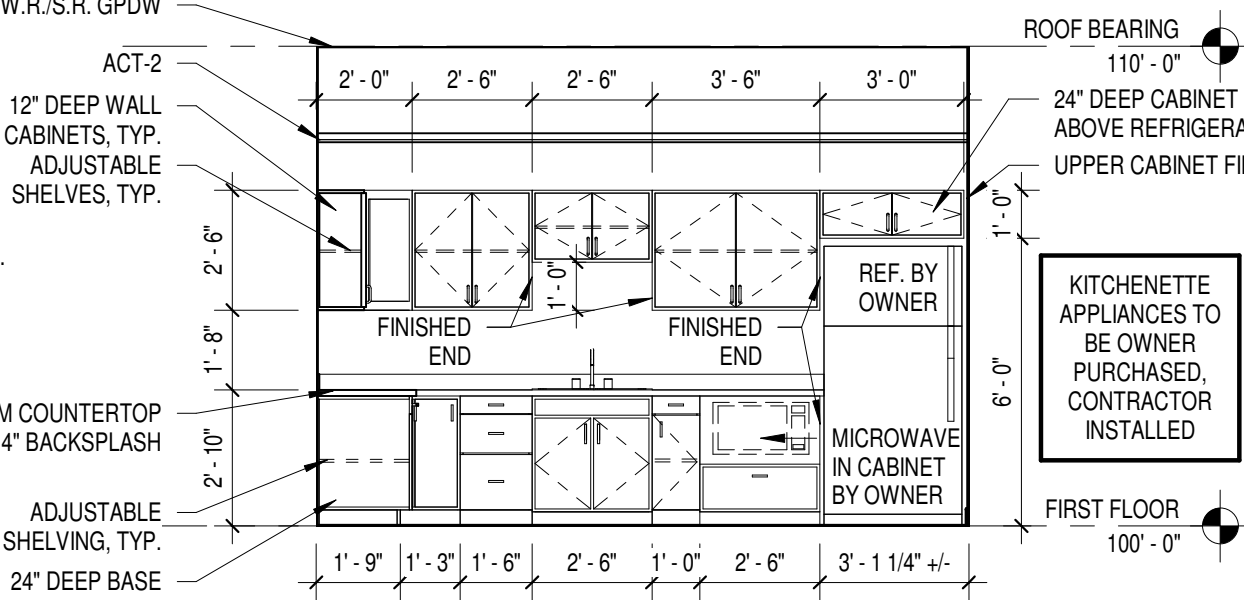 W.R./S.R. GPDW
ACT-2
12" DEEP WALL
CABINETS, TYP.
ADJUSTABLE
SHELVES, TYP.
.
COUNTERTOP
4" BACKSPLASH
ADJUSTABLE
SHELVING, TYP.
24" DEEP BASE
2' - 0"
2' - 6"
2' - 6"
3' - 6"
3' - 0"
2' - 6"
1' - 8"
2' - 10"
1' - 0"
FINISHED
END
FINISHED
END
REF. BY
OWNER
MICROWAVE
IN CABINET
BY OWNER
1' - 9"
1' - 3"
1' - 6"
2' - 6"
1' - 0"
2' - 6"
3' - 1 1/4" +/-
1' - 0"
6' - 0"
ROOF BEARING
110' - 0"
24" DEEP CABINET
ABOVE
UPPER CABINET
KITCHENETTE
APPLIANCES TO
BE OWNER
PURCHASED,
CONTRACTOR
INSTALLED
FIRST FLOOR
100' - 0"